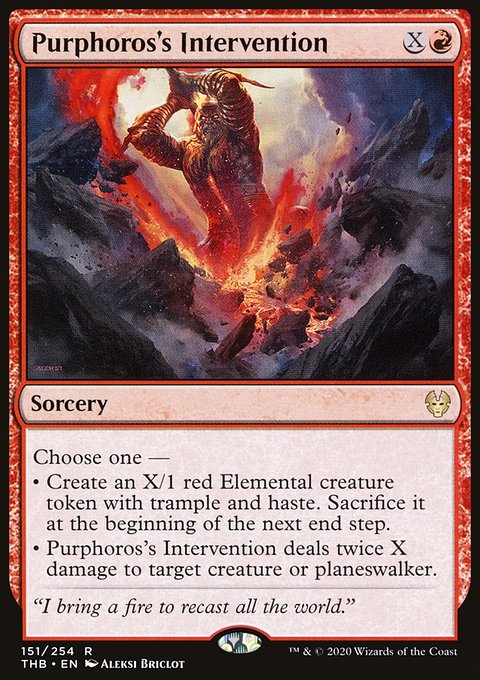 Purphoros's Intervention X
ALEKSI
Sorcery
Choose one —
• Create an X/1 red Elemental creature
token with trample and haste. Sacrifice it
at the beginning of the next end step.
• Purphoros's Intervention deals twice X
damage to target creature or planeswalker.
“I bring a fire to recast all the world.”
151/254 R
THB • EN Aleksi Briclot
™ & © 2020 Wizards of the Coast